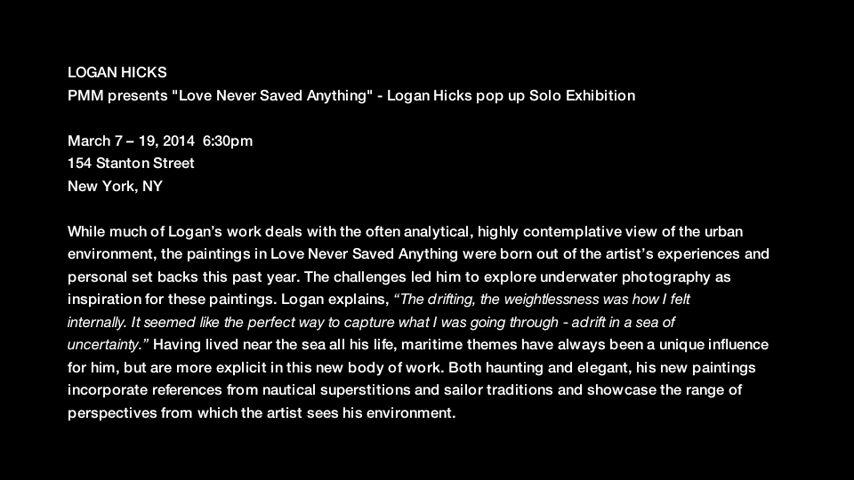 LOGAN HICKS
PMM presents "Love Never Saved Anything" - Logan Hicks pop up Solo Exhibition
March 7 – 19, 2014  6:30pm
154 Stanton Street
New York, NY
While much of Logan’s work deals with the often analytical, highly contemplative view of the urban
environment, the paintings in Love Never Saved Anything were born out of the artist’s experiences and
personal set backs this past year. The challenges led him to explore underwater photography as
inspiration for these paintings. Logan explains, “The drifting, the weightlessness was how I felt
internally. It seemed like the perfect way to capture what I was going through - adrift in a sea of
uncertainty.” Having lived near the sea all his life, maritime themes have always been a unique influence
for him, but are more explicit in this new body of work. Both haunting and elegant, his new paintings
incorporate references from nautical superstitions and sailor traditions and showcase the range of
perspectives from which the artist sees his environment.